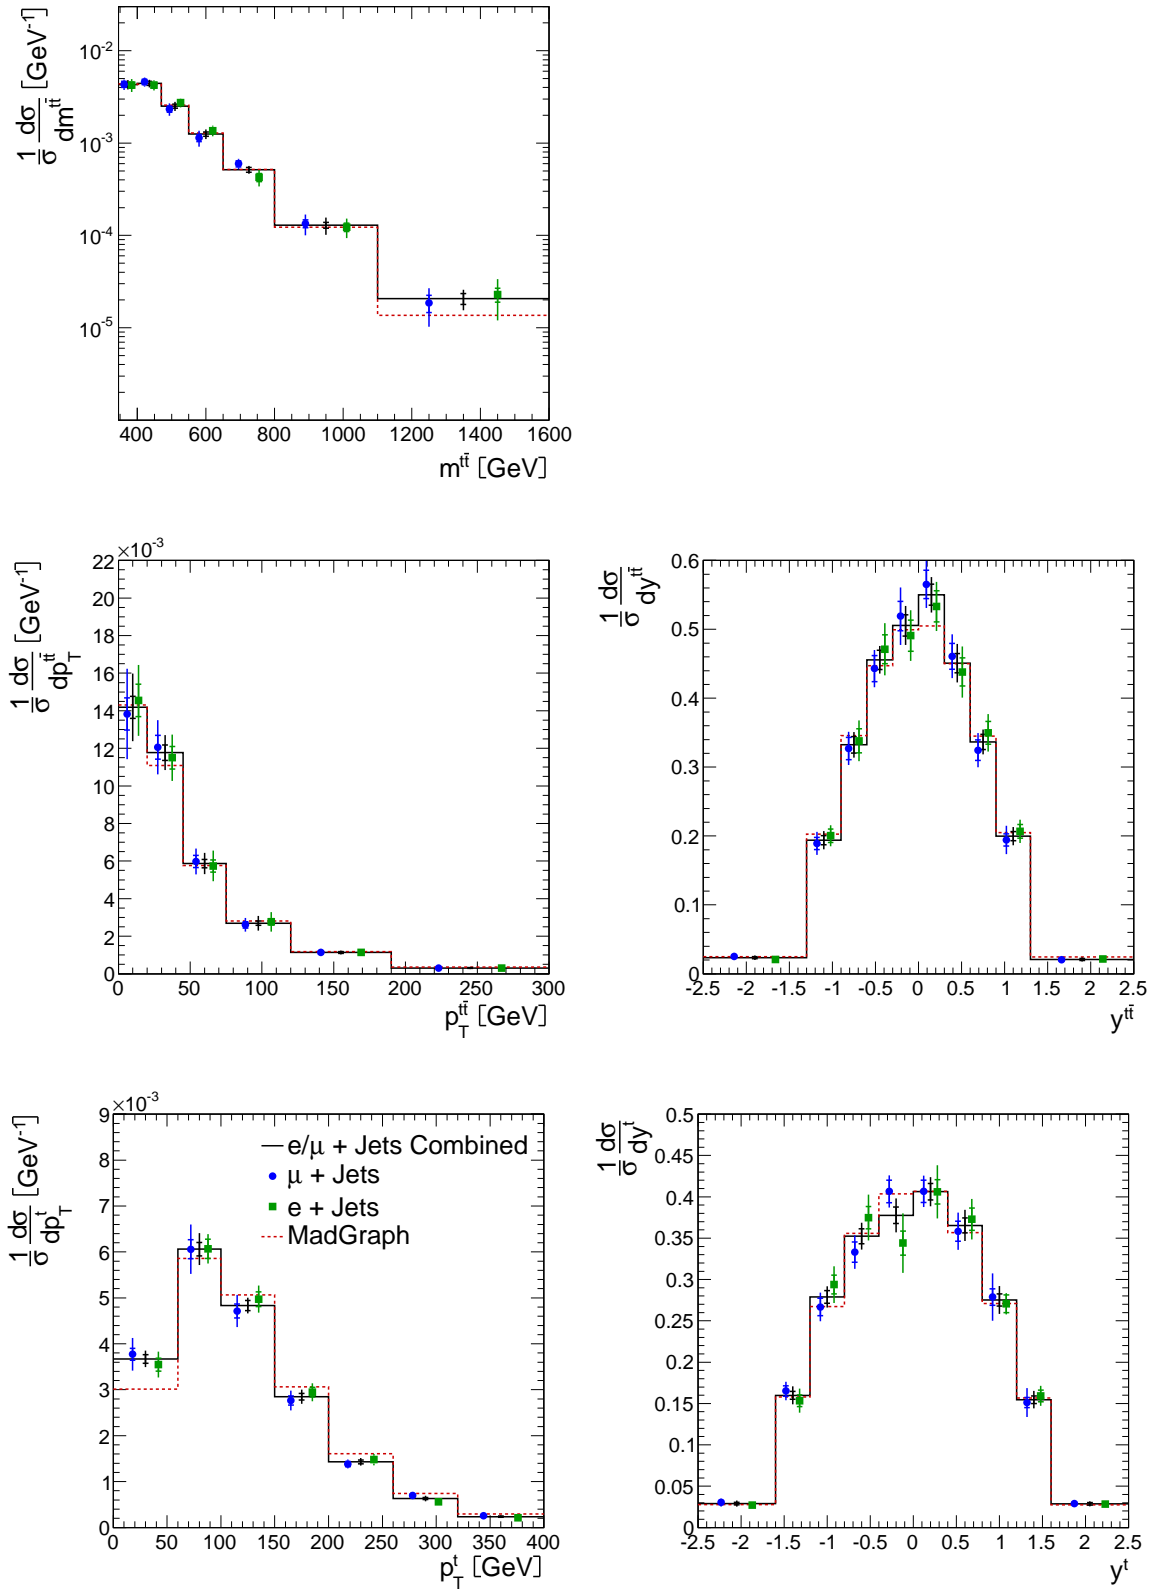 1/σ dσ/dm^tt̄ [GeV⁻¹]
10⁻²
10⁻³
10⁻⁴
10⁻⁵
400 600 800 1000 1200 1400 1600
m^tt̄ [GeV]
×10⁻³
1/σ dσ/dp_T^tt̄ [GeV⁻¹]
22
20
18
16
14
12
10
8
6
4
2
0
0 50 100 150 200 250 300
p_T^tt̄ [GeV]
1/σ dσ/dy^tt̄
0.6
0.5
0.4
0.3
0.2
0.1
0
-2.5 -2 -1.5 -1 -0.5 0 0.5 1 1.5 2 2.5
y^tt̄
×10⁻³
1/σ dσ/dp_T^t [GeV⁻¹]
9
8
7
6
5
4
3
2
1
0
e/μ + Jets Combined
μ + Jets
e + Jets
MadGraph
0 50 100 150 200 250 300 350 400
p_T^t [GeV]
1/σ dσ/dy^t
0.5
0.45
0.4
0.35
0.3
0.25
0.2
0.15
0.1
0.05
0
-2.5 -2 -1.5 -1 -0.5 0 0.5 1 1.5 2 2.5
y^t